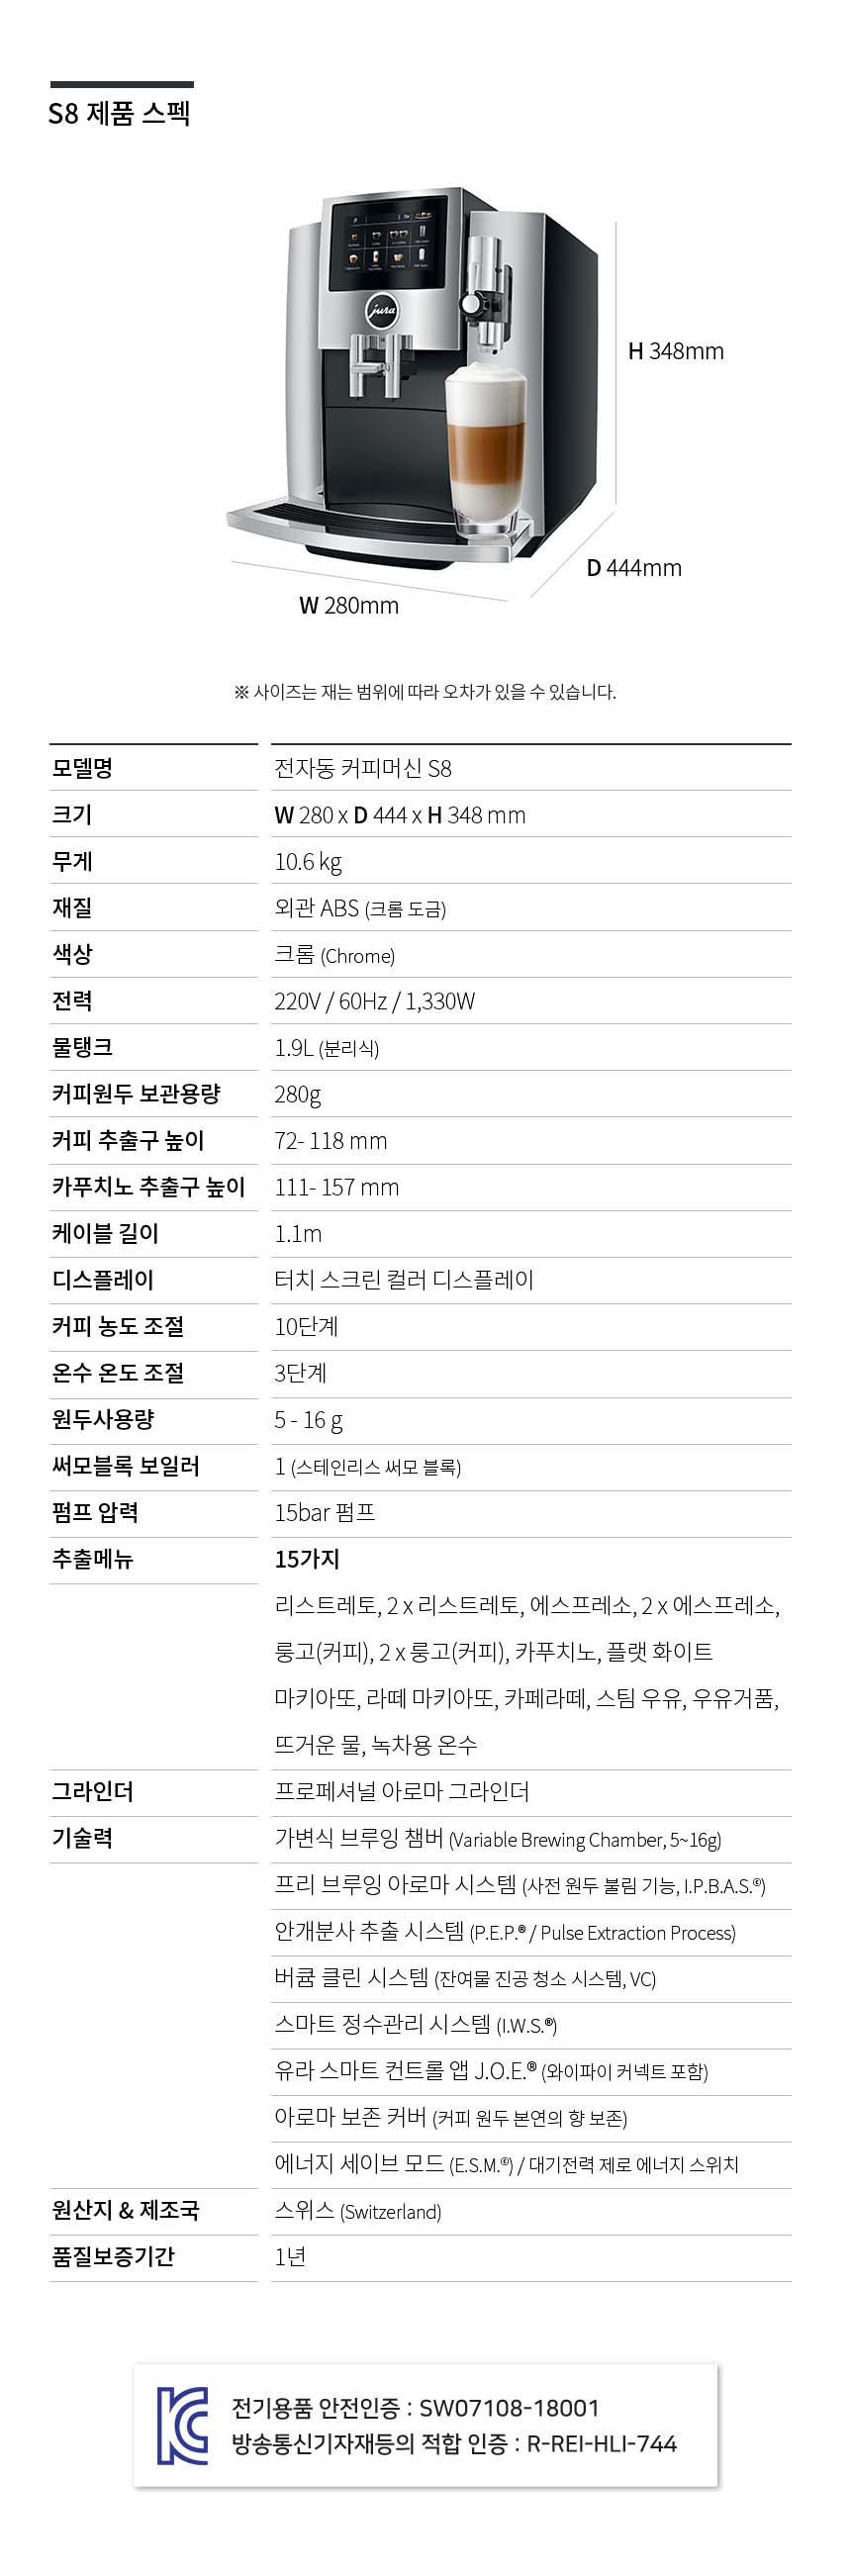 S8 제품 스펙
jura
H 348mm
D 444mm
W 280mm
※ 사이즈는 재는 범위에 따라 오차가 있을 수 있습니다.
모델명 전자동 커피머신 S8
크기 W 280 x D 444 x H 348 mm
무게 10.6 kg
재질 외관 ABS (크롬 도금)
색상 크롬 (Chrome)
전력 220V / 60Hz / 1,330W
물탱크 1.9L (분리식)
커피원두 보관용량 280g
커피 추출구 높이 72- 118 mm
카푸치노 추출구 높이 111- 157 mm
케이블 길이 1.1m
디스플레이 터치 스크린 컬러 디스플레이
커피 농도 조절 10단계
온수 온도 조절 3단계
원두사용량 5 - 16 g
써모블록 보일러 1 (스테인리스 써모 블록)
펌프 압력 15bar 펌프
추출메뉴 15가지
리스트레토, 2 x 리스트레토, 에스프레소, 2 x 에스프레소,
룽고(커피), 2 x 룽고(커피), 카푸치노, 플랫 화이트
마키아또, 라떼 마키아또, 카페라떼, 스팀 우유, 우유거품,
뜨거운 물, 녹차용 온수
그라인더 프로페셔널 아로마 그라인더
기술력 가변식 브루잉 챔버 (Variable Brewing Chamber, 5~16g)
프리 브루잉 아로마 시스템 (사전 원두 불림 기능, I.P.B.A.S.©)
안개분사 추출 시스템 (P.E.P.® / Pulse Extraction Process)
버큠 클린 시스템 (잔여물 진공 청소 시스템, VC)
스마트 정수관리 시스템 (I.W.S.®)
유라 스마트 컨트롤 앱 J.O.E.® (와이파이 커넥트 포함)
아로마 보존 커버 (커피 원두 본연의 향 보존)
에너지 세이브 모드 (E.S.M.©) / 대기전력 제로 에너지 스위치
원산지 & 제조국 스위스 (Switzerland)
품질보증기간 1년
전기용품 안전인증 : SW07108-18001
방송통신기자재등의 적합 인증 : R-REI-HLI-744